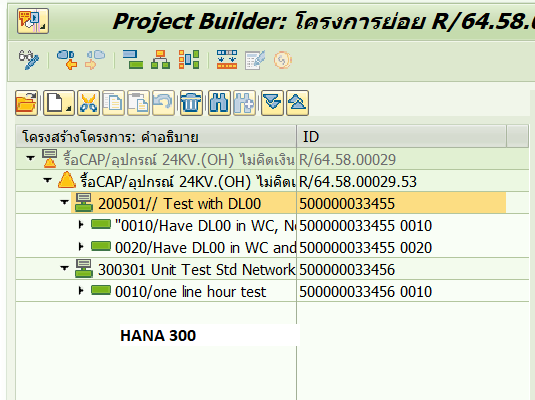 Project Builder: โครงการย่อย R/64.58.0
โครงสร้างโครงการ: คำอธิบาย ID
รื้อCAP/อุปกรณ์ 24KV.(OH) ไม่คิดเงิน R/64.58.00029
รื้อCAP/อุปกรณ์ 24KV.(OH) ไม่คิดเ R/64.58.00029.53
200501// Test with DL00 500000033455
"0010/Have DL00 in WC, N 500000033455 0010
0020/Have DL00 in WC and 500000033455 0020
300301 Unit Test Std Network 500000033456
0010/one line hour test 500000033456 0010
HANA 300